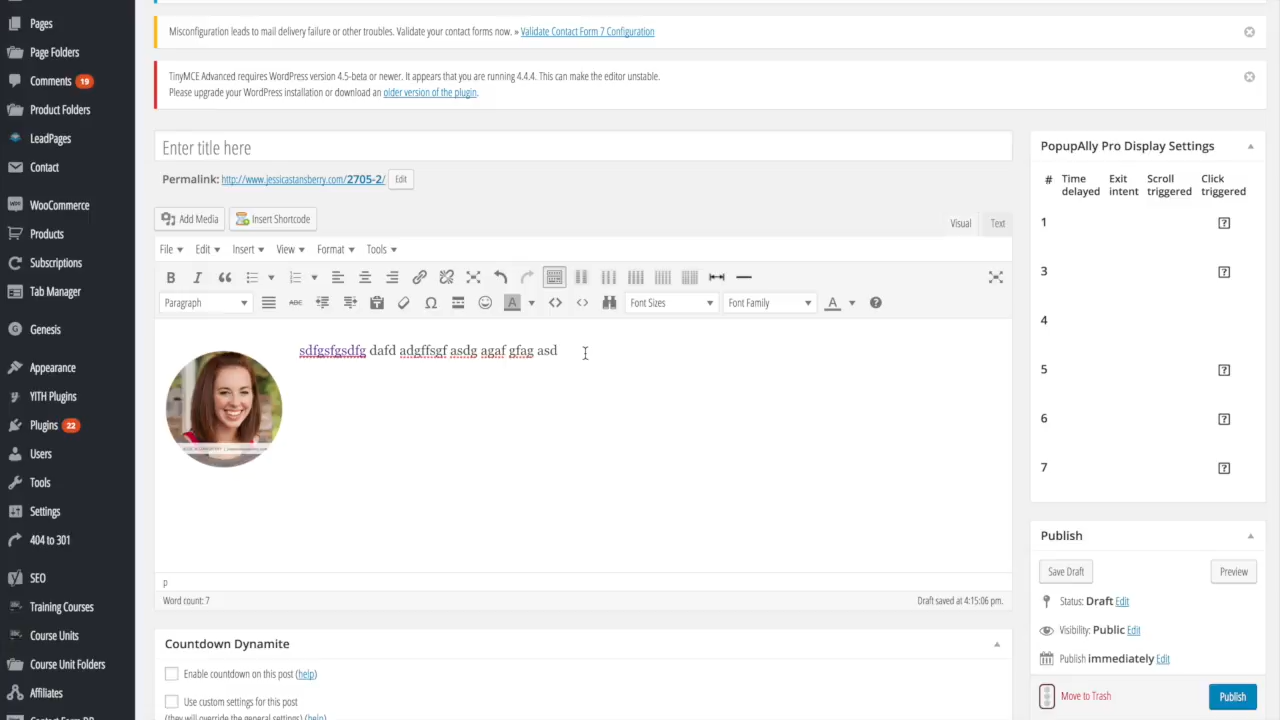 Pages
Page Folders
Comments 19
Product Folders
LeadPages
Contact
WooCommerce
Products
Subscriptions
Tab Manager
Genesis
Appearance
YITH Plugins
Plugins 22
Users
Tools
Settings
404 to 301
SEO
Training Courses
Course Units
Course Unit Folders
Affiliates
Misconfiguration leads to mail delivery failure or other troubles. Validate your contact forms now. » Validate Contact Form 7 Configuration
TinyMCE Advanced requires WordPress version 4.5-beta or newer. It appears that you are running 4.4.4. This can make the editor unstable.
Please upgrade your WordPress installation or download an older version of the plugin.
Enter title here
Permalink: http://www.jessicastansberry.com/2705-2/ Edit
Add Media Insert Shortcode
Visual Text
File Edit Insert View Format Tools
B I
Paragraph ABC Font Sizes Font Family A
sdfgsfgsdfg dafd adgffsgf asdg agaf gfag asd
p
Word count: 7 Draft saved at 4:15:06 pm.
Countdown Dynamite
Enable countdown on this post (help)
Use custom settings for this post
(they will override the general settings) (help)
PopupAlly Pro Display Settings
# Time delayed Exit intent Scroll triggered Click triggered
1 ?
3 ?
4
5 ?
6 ?
7 ?
Publish
Save Draft Preview
Status: Draft Edit
Visibility: Public Edit
Publish immediately Edit
Move to Trash Publish